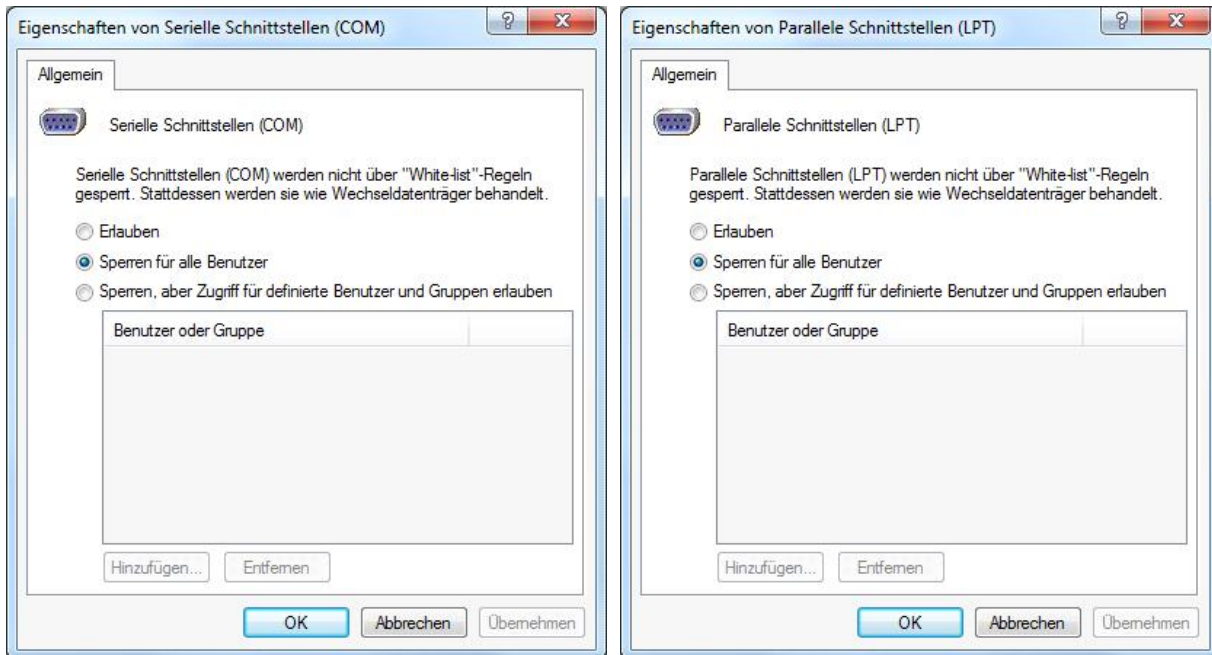 Eigenschaften von Serielle Schnittstellen (COM)
Allgemein
Serielle Schnittstellen (COM)
Serielle Schnittstellen (COM) werden nicht über "White-list"-Regeln
gesperrt. Stattdessen werden sie wie Wechseldatenträger behandelt.
Erlauben
Sperren für alle Benutzer
Sperren, aber Zugriff für definierte Benutzer und Gruppen erlauben
Benutzer oder Gruppe
Hinzufügen...
Entfernen
OK
Abbrechen
Übernehmen
Eigenschaften von Parallele Schnittstellen (LPT)
Allgemein
Parallele Schnittstellen (LPT)
Parallele Schnittstellen (LPT) werden nicht über "White-list"-Regeln
gesperrt. Stattdessen werden sie wie Wechseldatenträger behandelt.
Erlauben
Sperren für alle Benutzer
Sperren, aber Zugriff für definierte Benutzer und Gruppen erlauben
Benutzer oder Gruppe
Hinzufügen...
Entfernen
OK
Abbrechen
Übernehmen